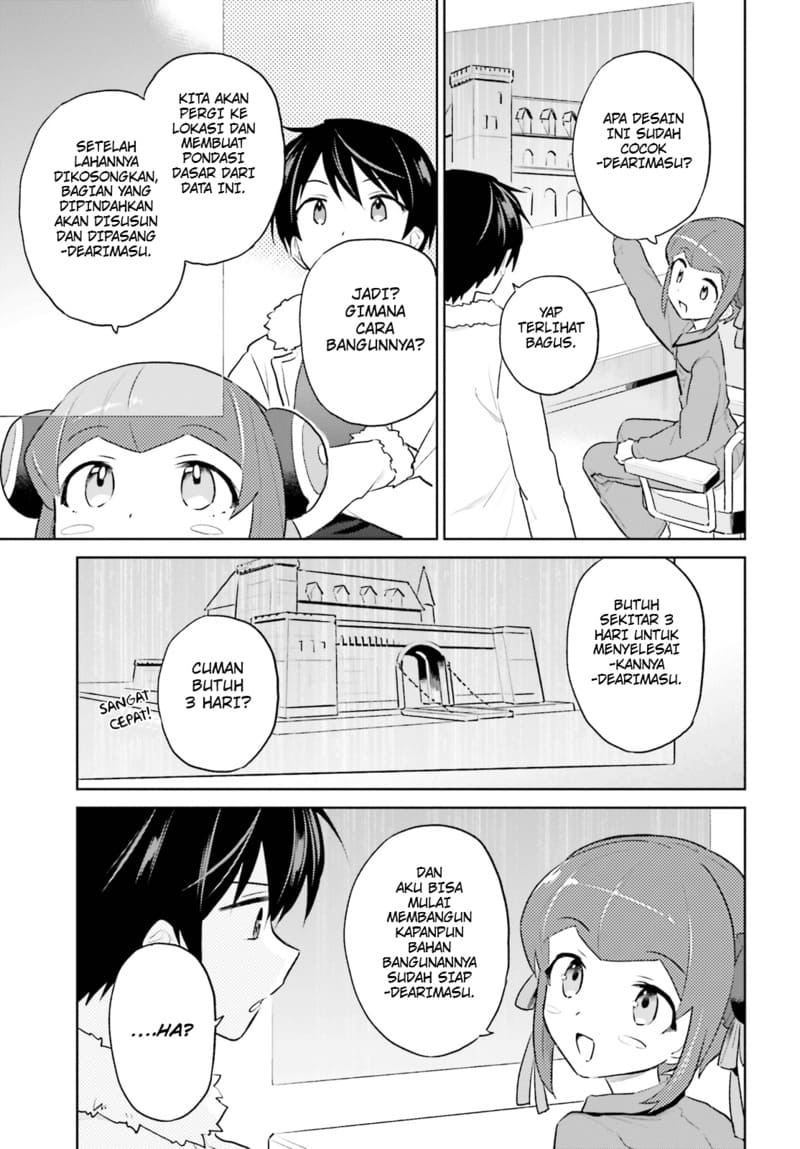 APA DESAIN
INI SUDAH
COCOK
-DEARIMASU?
YAP
TERLIHAT
BAGUS.
JADI?
GIMANA
CARA
BANGUNNYA?
KITA AKAN
PERGI KE
LOKASI DAN
MEMBUAT
PONDASI
DASAR DARI
DATA INI.
SETELAH
LAHANNYA
DIKOSONGKAN,
BAGIAN YANG
DIPINDAHKAN
AKAN DISUSUN
DAN DIPASANG
-DEARIMASU.
BUTUH
SEKITAR 3
HARI UNTUK
MENYELESAI
-KANNYA
-DEARIMASU.
CUMAN
BUTUH
3 HARI?
SANGAT
CEPAT!
DAN
AKU BISA
MULAI
MEMBANGUN
KAPANPUN
BAHAN
BANGUNANNYA
SUDAH SIAP
-DEARIMASU.
....HA?